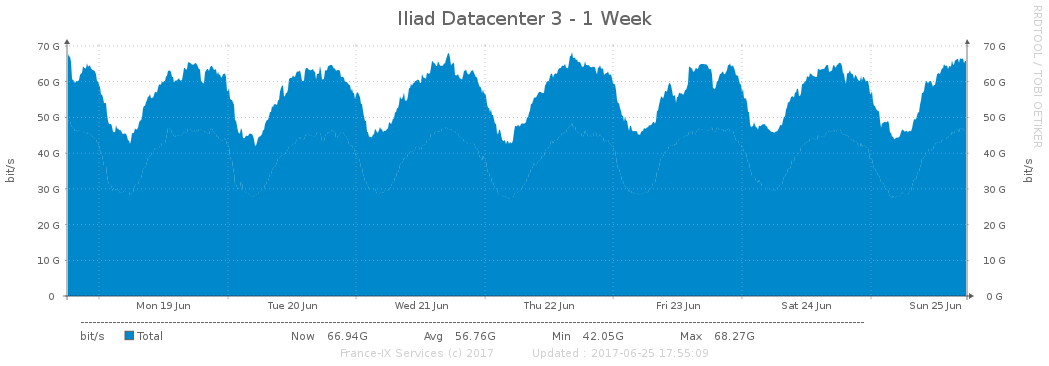 Iliad Datacenter 3 - 1 Week
RRDTOOL / TOBI OETIKER
bit/s
70 G
60 G
50 G
40 G
30 G
20 G
10 G
0
70 G
60 G
50 G
40 G
30 G
20 G
10 G
0 G
bit/s
Mon 19 Jun Tue 20 Jun Wed 21 Jun Thu 22 Jun Fri 23 Jun Sat 24 Jun Sun 25 Jun
bit/s Total Now 66.94G Avg 56.76G Min 42.05G Max 68.27G
France-IX Services (c) 2017 Updated : 2017-06-25 17:55:09